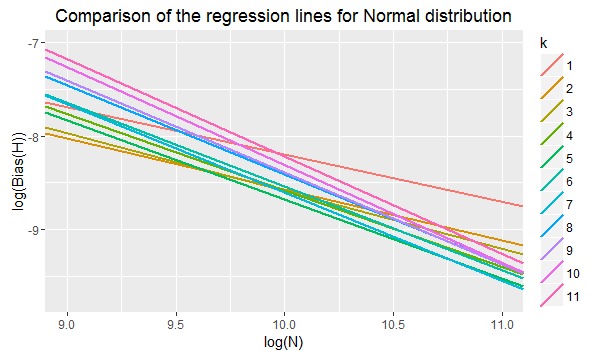 Comparison of the regression lines for Normal distribution
log(Bias(H))
-7
-8
-9
9.0 9.5 10.0 10.5 11.0
log(N)
k
1
2
3
4
5
6
7
8
9
10
11